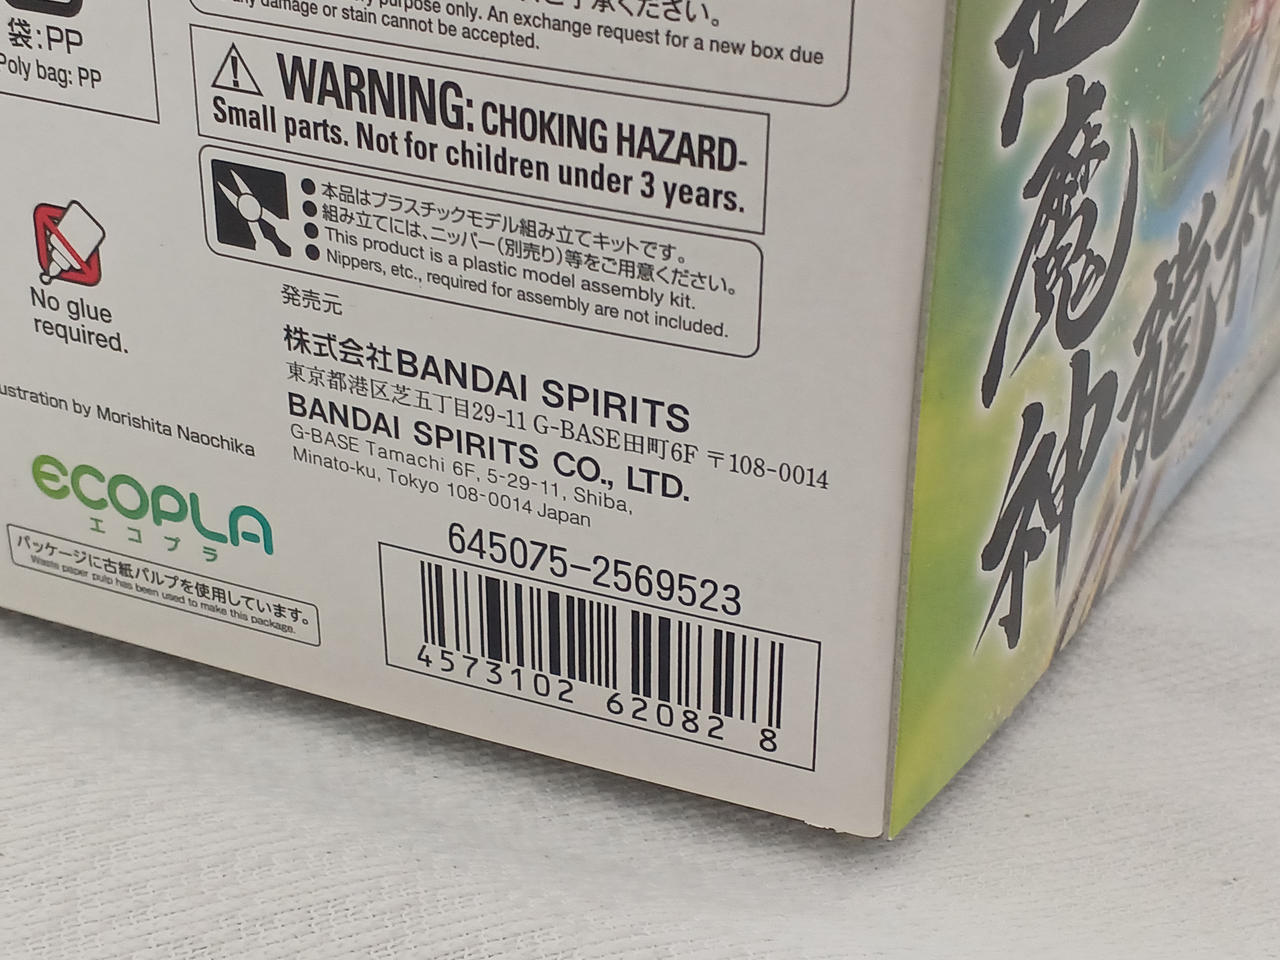 ご了承ください。
purpose only. An exchange request for a new box due
any damage or stain cannot be accepted.
袋:PP
Poly bag: PP
WARNING: CHOKING HAZARD-
Small parts. Not for children under 3 years.
●本品はプラスチックモデル組み立てキットです。
●組み立てには、ニッパー(別売り)等をご用意ください。
●This product is a plastic model assembly kit.
●Nippers, etc., required for assembly are not included.
No glue
required.
発売元
株式会社BANDAI SPIRITS
東京都港区芝五丁目29-11 G-BASE田町6F 〒108-0014
BANDAI SPIRITS CO., LTD.
G-BASE Tamachi 6F, 5-29-11, Shiba,
Minato-ku, Tokyo 108-0014 Japan
ustration by Morishita Naochika
ECOPLA
エコプラ
パッケージに古紙パルプを使用しています。
Waste paper pulp has been used to make this package.
645075-2569523
4573102 62082 8
魔
神
龍
神